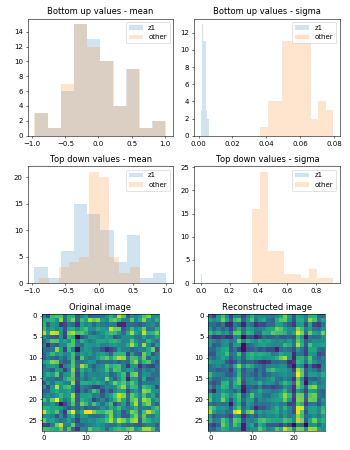 Bottom up values - mean
Bottom up values - sigma
z1
other
z1
other
14
12
10
8
6
4
2
0
12
10
8
6
4
2
0
−1.0 −0.5 0.0 0.5 1.0
0.00 0.02 0.04 0.06 0.08
Top down values - mean
Top down values - sigma
z1
other
z1
other
20
15
10
5
0
25
20
15
10
5
0
−1.0 −0.5 0.0 0.5 1.0
0.0 0.2 0.4 0.6 0.8
Original image
Reconstructed image
0
5
10
15
20
25
0
5
10
15
20
25
0 10 20
0 10 20